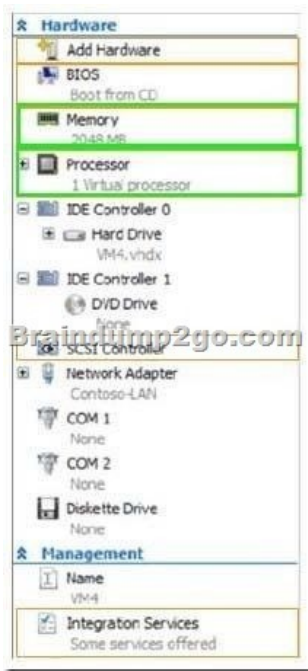 Hardware
Add Hardware
BIOS
Boot from CD
Memory
2048 MB
Processor
1 Virtual processor
IDE Controller 0
Hard Drive
VM4.vhdx
IDE Controller 1
DVD Drive
None
Braindump2go.com
SCSI Controller
Network Adapter
Contoso-LAN
COM 1
None
COM 2
None
Diskette Drive
None
Management
Name
VM4
Integration Services
Some services offered